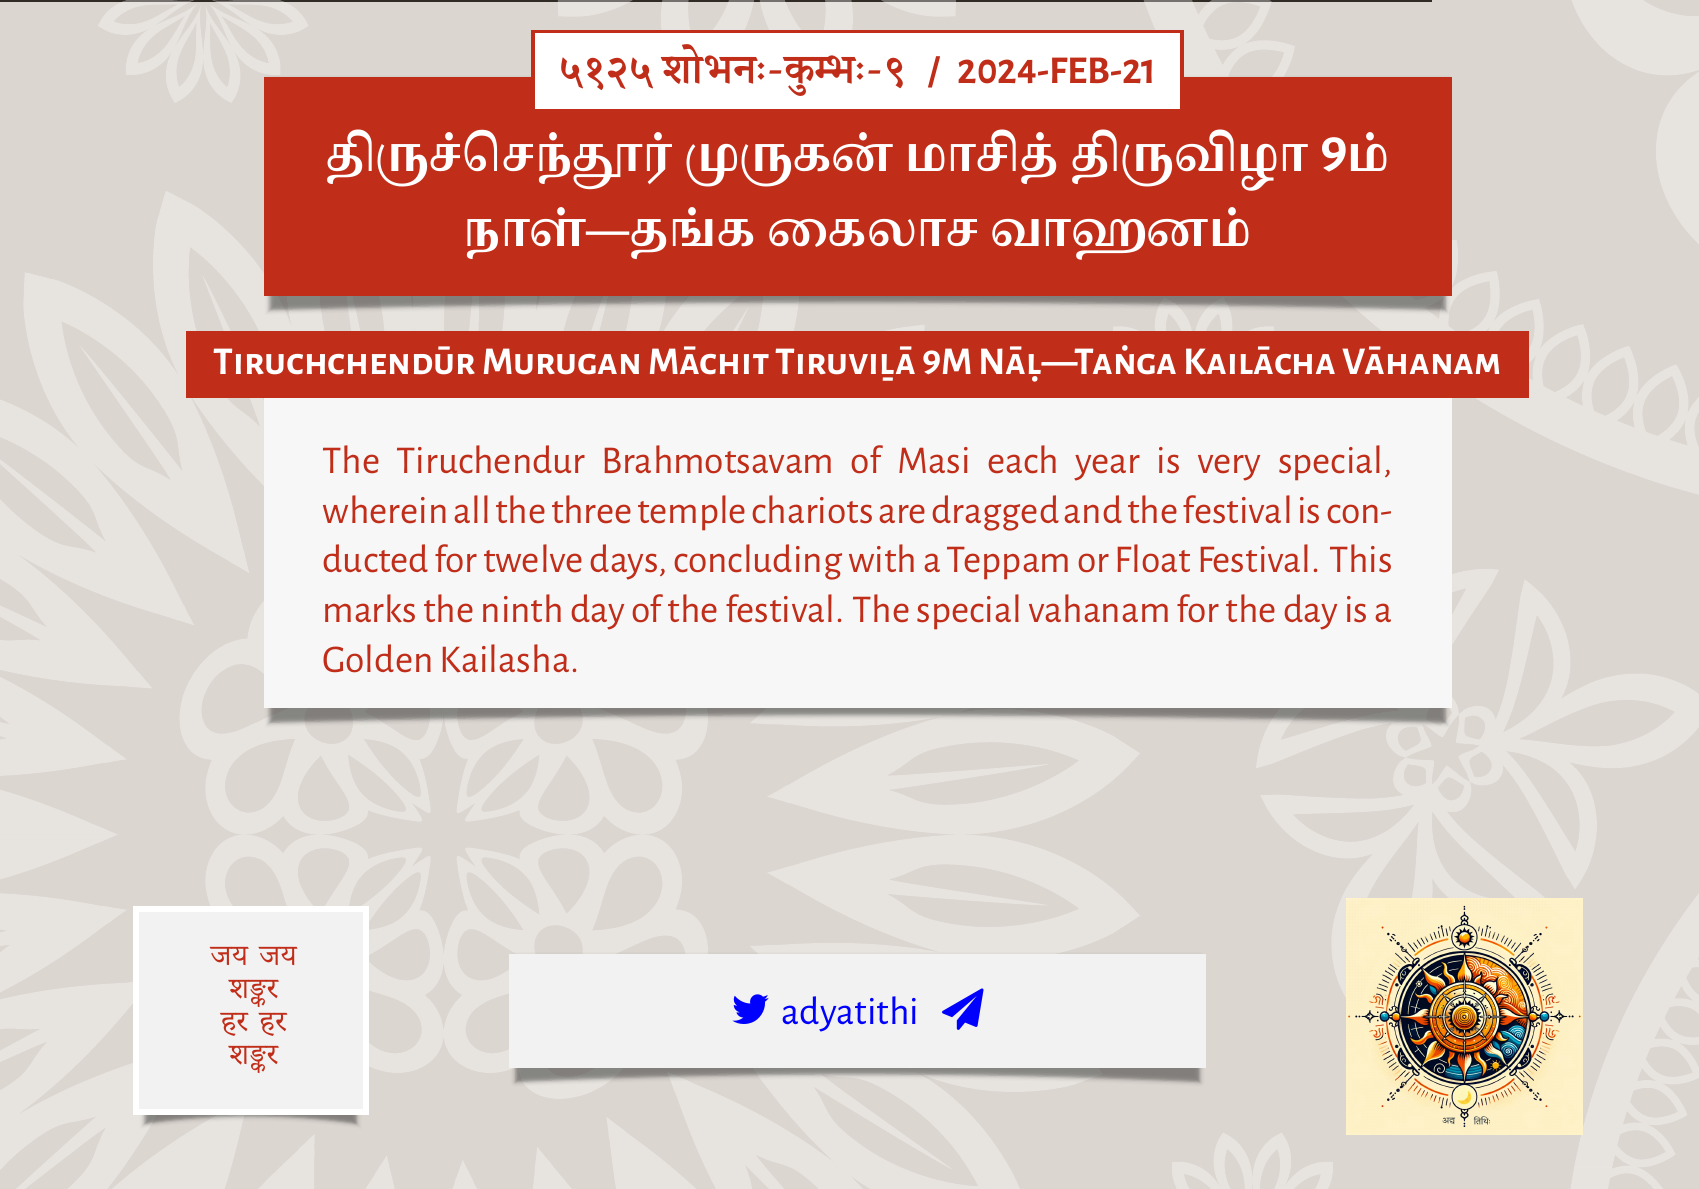 ५१२५ शोभनः-कुम्भः-९ / 2024-FEB-21
திருச்செந்தூர் முருகன் மாசித் திருவிழா 9ம்
நாள்—தங்க கைலாச வாஹனம்
Tiruchchendūr Murugan Māchit Tiruviḻā 9m Nāḷ—Taṅga Kailācha Vāhanam
The Tiruchendur Brahmotsavam of Masi each year is very special,
wherein all the three temple chariots are dragged and the festival is con-
ducted for twelve days, concluding with a Teppam or Float Festival. This
marks the ninth day of the festival. The special vahanam for the day is a
Golden Kailasha.
जय जय
शङ्कर
हर हर
शङ्कर
adyatithi
अद्य तिथिः